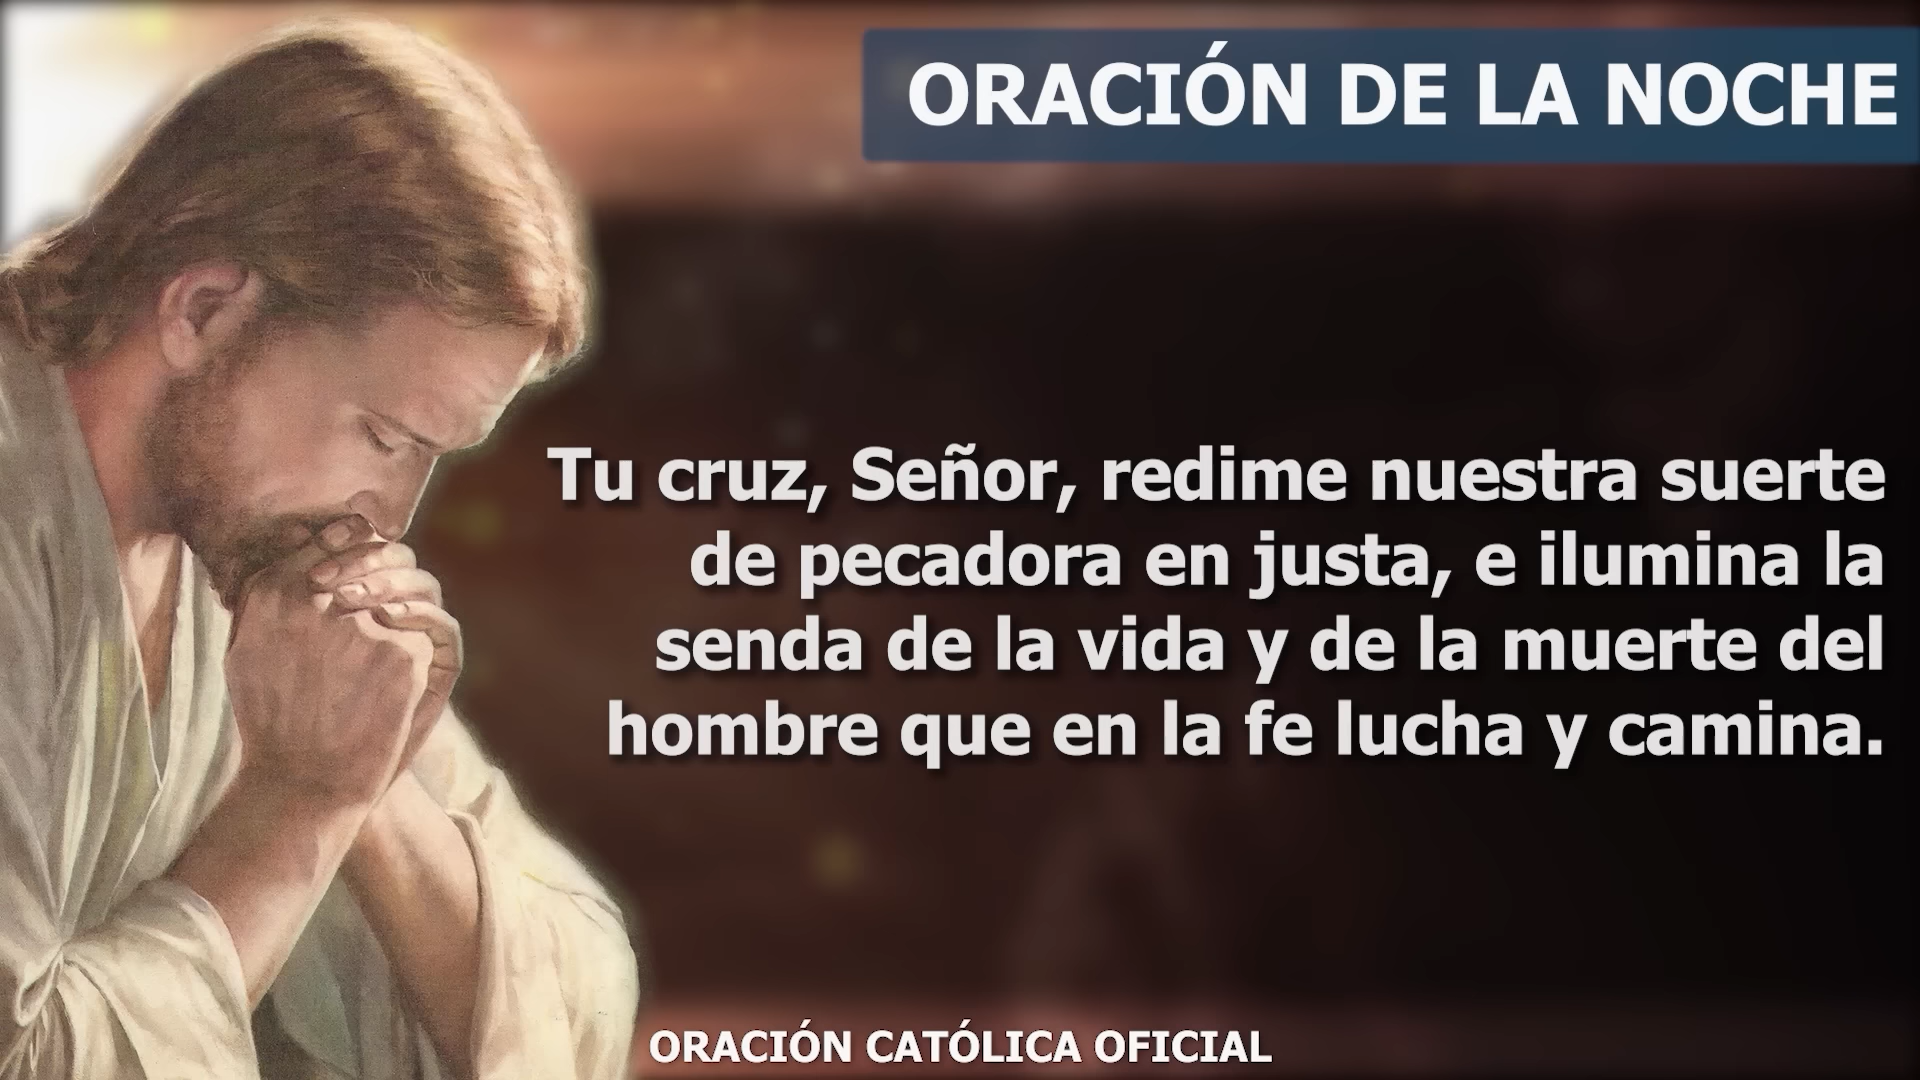 ORACIÓN DE LA NOCHE
Tu cruz, Señor, redime nuestra suerte
de pecadora en justa, e ilumina la
senda de la vida y de la muerte del
hombre que en la fe lucha y camina.
ORACIÓN CATÓLICA OFICIAL